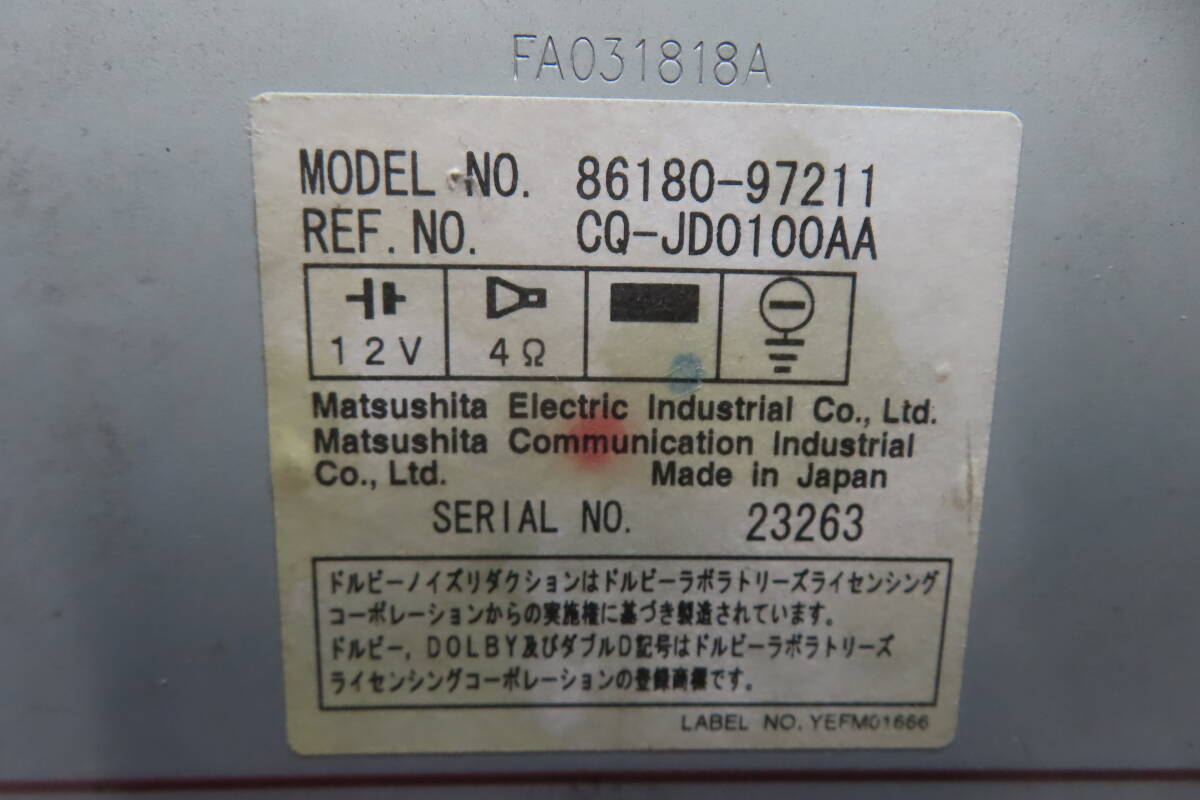 FA031818A
MODEL NO. 86180-97211
REF. NO. CQ-JD0100AA
12V 4Ω
Matsushita Electric Industrial Co., Ltd.
Matsushita Communication Industrial
Co., Ltd. Made in Japan
SERIAL NO. 23263
ドルビーノイズリダクションはドルビーラボラトリーズライセンシング
コーポレーションからの実施権に基づき製造されています。
ドルビー, DOLBY及びダブルD記号はドルビーラボラトリーズ
ライセンシングコーポレーションの登録商標です。
LABEL NO. YEFM01666